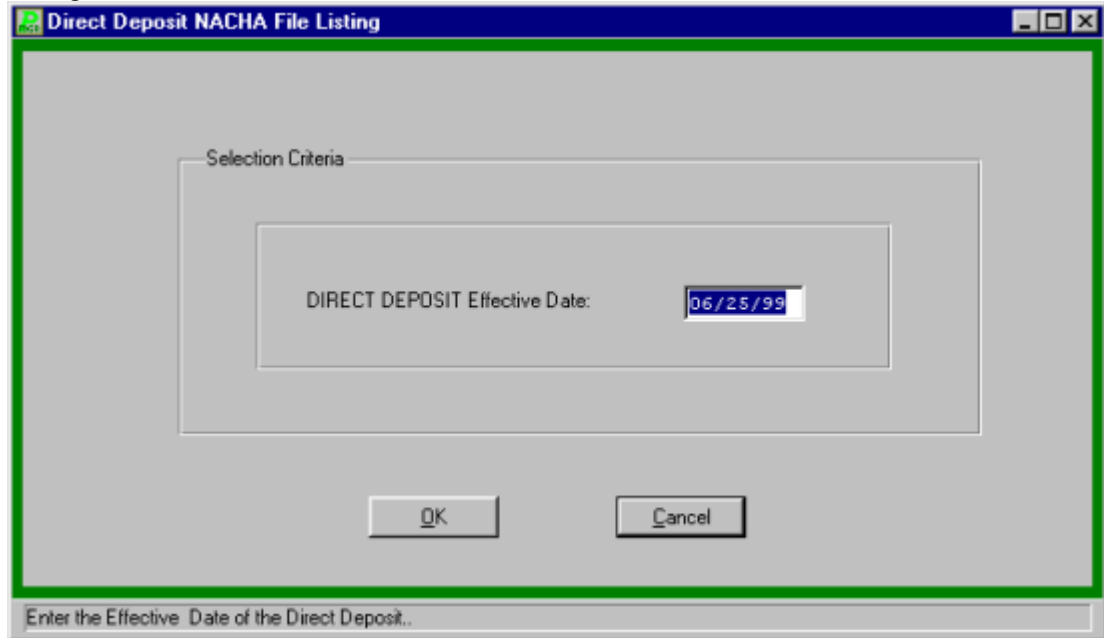 Direct Deposit NACHA File Listing
Selection Criteria
DIRECT DEPOSIT Effective Date: 06/25/99
OK Cancel
Enter the Effective Date of the Direct Deposit..